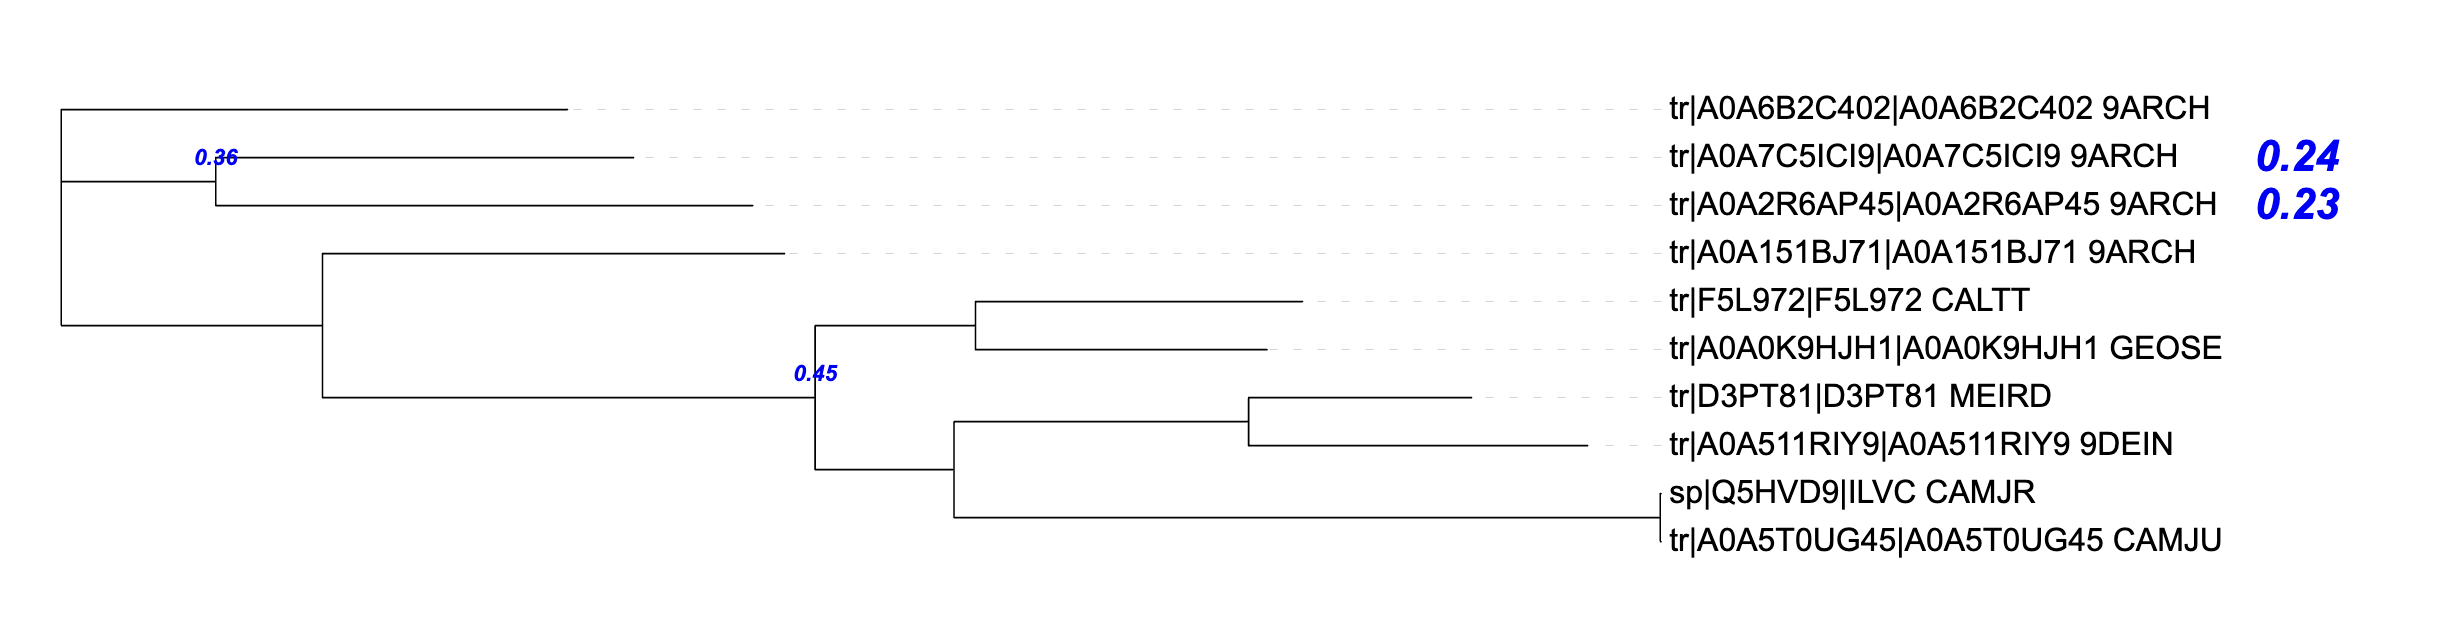 tr|A0A6B2C402|A0A6B2C402 9ARCH
0.36
tr|A0A7C5ICI9|A0A7C5ICI9 9ARCH 0.24
tr|A0A2R6AP45|A0A2R6AP45 9ARCH 0.23
tr|A0A151BJ71|A0A151BJ71 9ARCH
tr|F5L972|F5L972 CALTT
tr|A0A0K9HJH1|A0A0K9HJH1 GEOSE
0.45
tr|D3PT81|D3PT81 MEIRD
tr|A0A511RIY9|A0A511RIY9 9DEIN
sp|Q5HVD9|ILVC CAMJR
tr|A0A5T0UG45|A0A5T0UG45 CAMJU